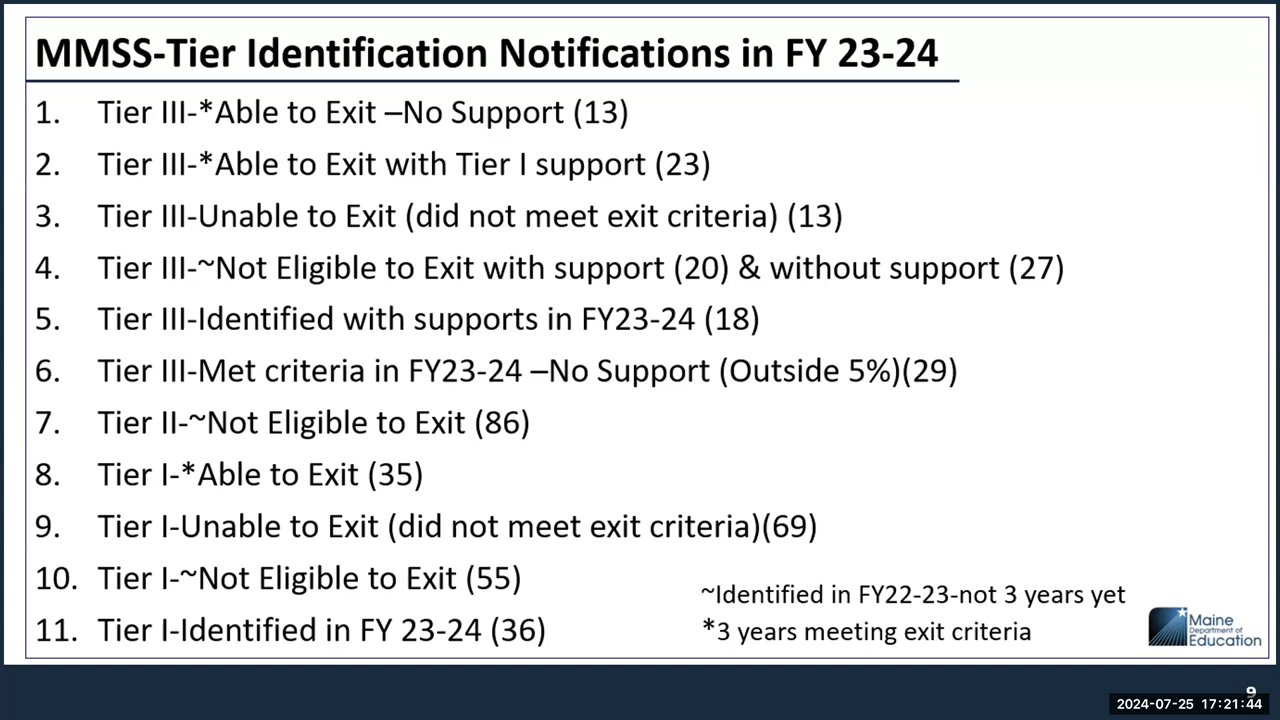 MMSS-Tier Identification Notifications in FY 23-24
1. Tier III-*Able to Exit –No Support (13)
2. Tier III-*Able to Exit with Tier I support (23)
3. Tier III-Unable to Exit (did not meet exit criteria) (13)
4. Tier III-~Not Eligible to Exit with support (20) & without support (27)
5. Tier III-Identified with supports in FY23-24 (18)
6. Tier III-Met criteria in FY23-24 –No Support (Outside 5%)(29)
7. Tier II-~Not Eligible to Exit (86)
8. Tier I-*Able to Exit (35)
9. Tier I-Unable to Exit (did not meet exit criteria)(69)
10. Tier I-~Not Eligible to Exit (55)
11. Tier I-Identified in FY 23-24 (36)
~Identified in FY22-23-not 3 years yet
*3 years meeting exit criteria
Maine
Department of
Education
9
2024-07-25 17:21:44